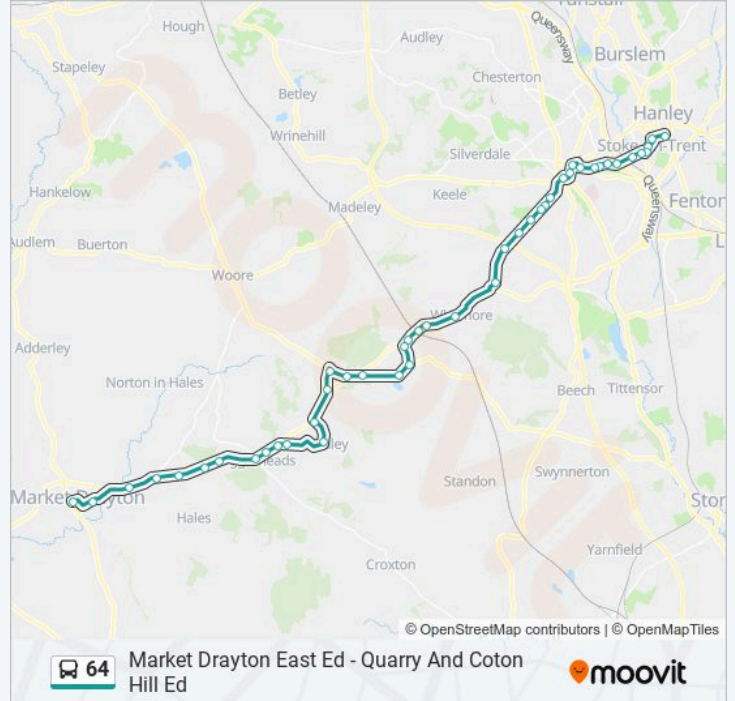 Tunstall
Hough
Queensway
Audley
Burslem
Stapeley
Chesterton
Betley
Hanley
Wrinehill
Stoke-on-Trent
Silverdale
Hankelow
Keele
Queensway
Fenton
Madeley
Audlem
Buerton
Woore
Whitmore
Adderley
Norton in Hales
Beech
Tittensor
Market Drayton
Swynnerton
Standon
Hales
Yarnfield
Croxton
© OpenStreetMap contributors | © OpenMapTiles
64
Market Drayton East Ed - Quarry And Coton
Hill Ed
moovit